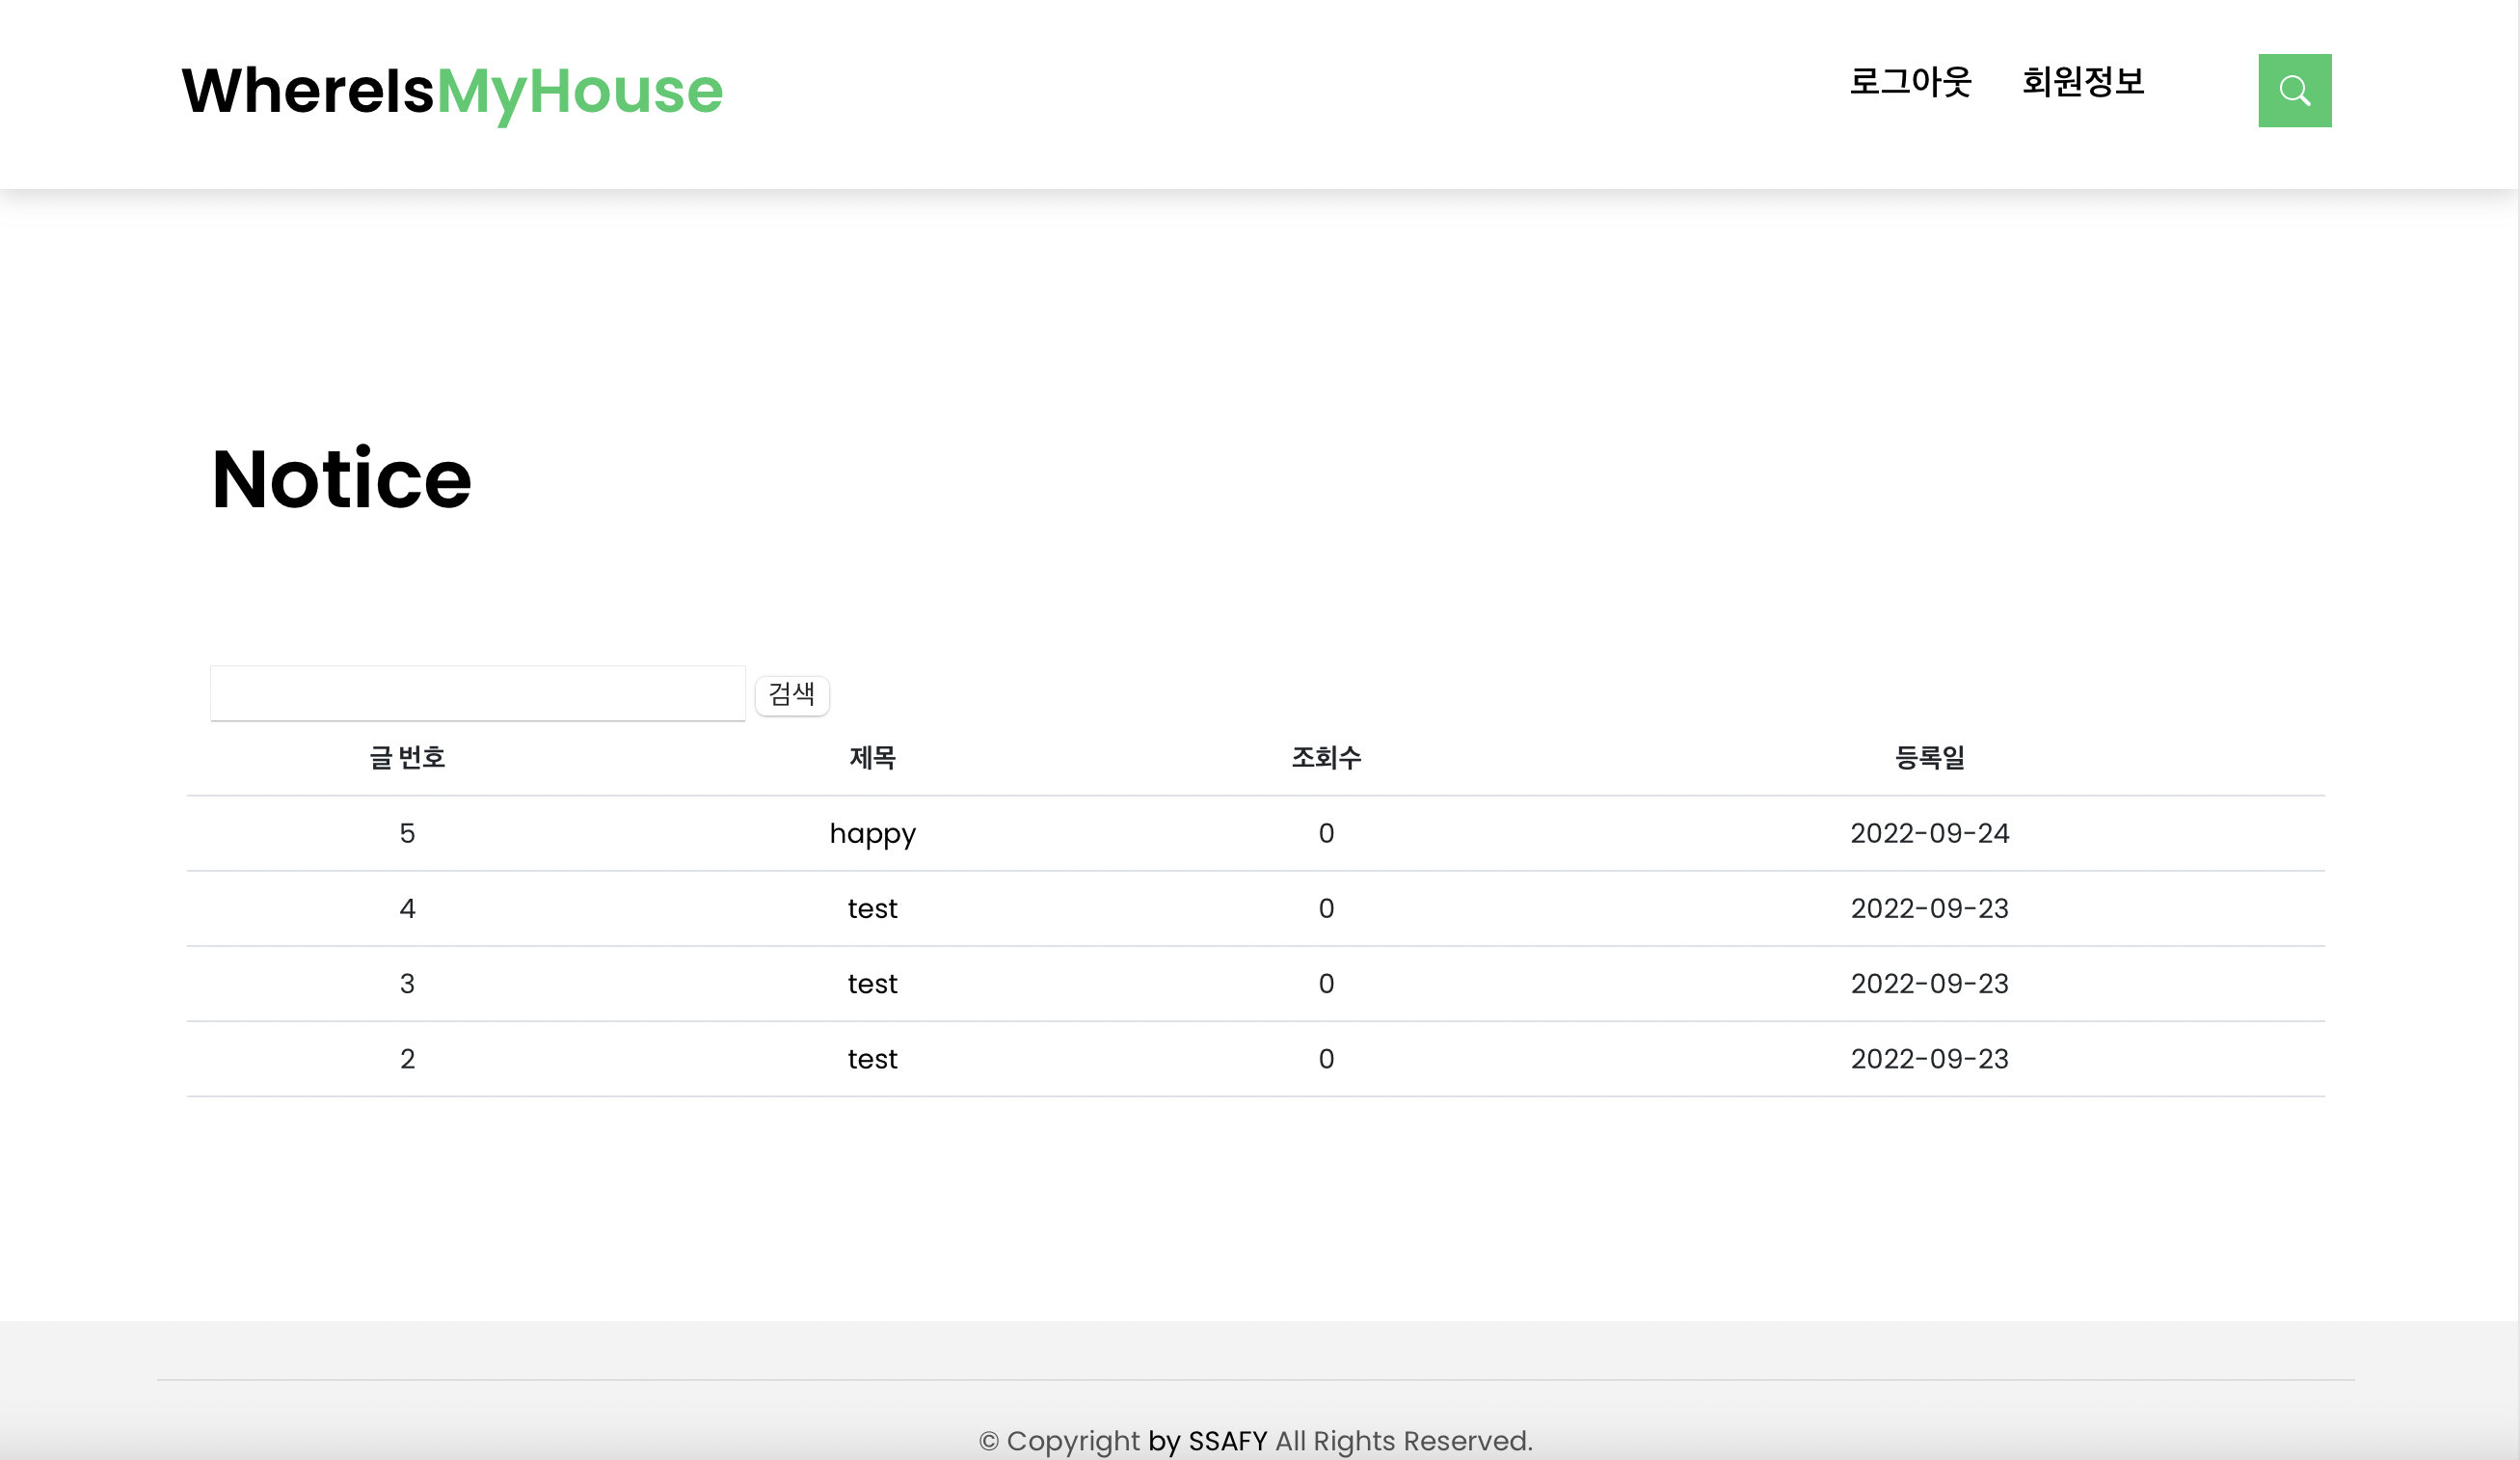 WhereIsMyHouse 로그아웃 회원정보
Notice
검색
글 번호 제목 조회수 등록일
5 happy 0 2022-09-24
4 test 0 2022-09-23
3 test 0 2022-09-23
2 test 0 2022-09-23
© Copyright by SSAFY All Rights Reserved.